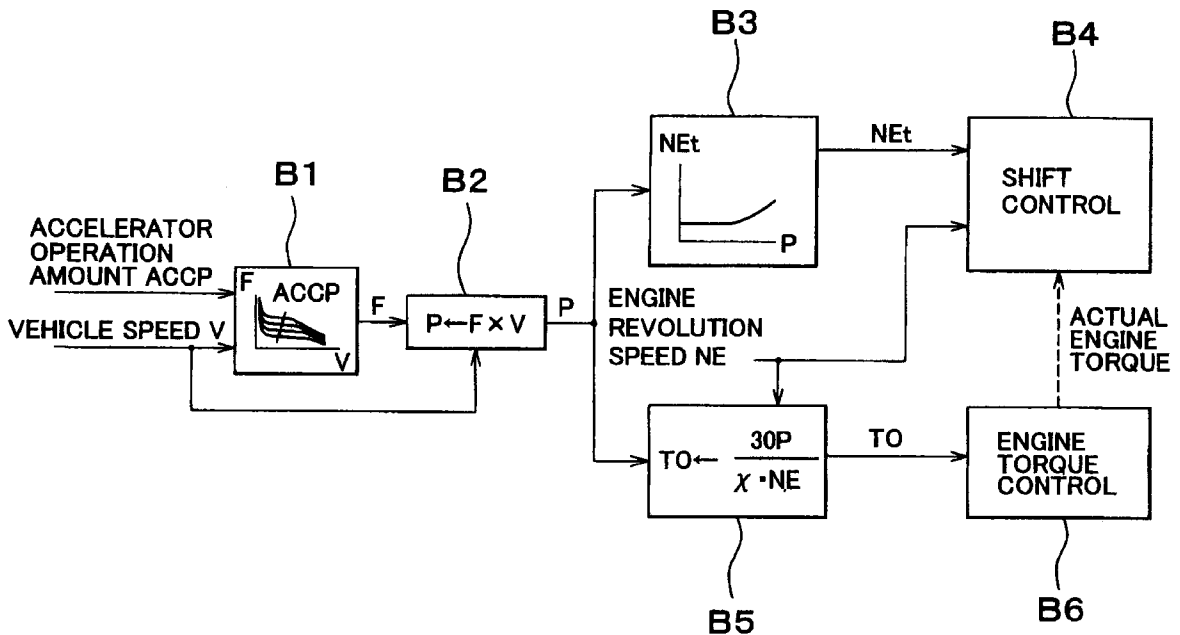 B1
B2
B3
B4
ACCELERATOR
OPERATION
AMOUNT ACCP
VEHICLE SPEED V
F
ACCP
V
F
P←F×V
P
NEt
P
NEt
SHIFT
CONTROL
ENGINE
REVOLUTION
SPEED NE
ACTUAL
ENGINE
TORQUE
TO← 30P
χ·NE
TO
ENGINE
TORQUE
CONTROL
B5
B6